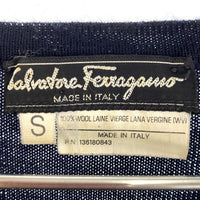 Salvatore Ferragamo
MADE IN ITALY
S
100% WOOL LAINE VIERGE LANA VERGINE (WV)
MADE IN ITALY
RN 136180843